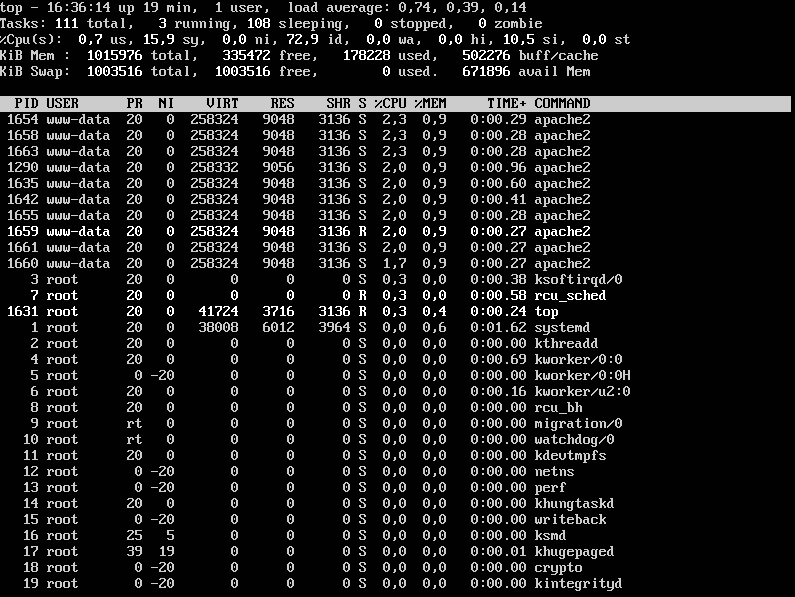 top - 16:36:14 up 19 min,  1 user,  load average: 0,74, 0,39, 0,14
Tasks: 111 total,   3 running, 108 sleeping,   0 stopped,   0 zombie
%Cpu(s):  0,7 us, 15,9 sy,  0,0 ni, 72,9 id,  0,0 wa,  0,0 hi, 10,5 si,  0,0 st
KiB Mem :  1015976 total,   335472 free,   178228 used,   502276 buff/cache
KiB Swap:  1003516 total,  1003516 free,        0 used.   671896 avail Mem
PID USER      PR  NI    VIRT    RES    SHR S %CPU %MEM     TIME+ COMMAND
1654 www-data  20   0  258324   9048   3136 S  2,3  0,9   0:00.29 apache2
1658 www-data  20   0  258324   9048   3136 S  2,3  0,9   0:00.28 apache2
1663 www-data  20   0  258324   9048   3136 S  2,3  0,9   0:00.28 apache2
1290 www-data  20   0  258332   9056   3136 S  2,0  0,9   0:00.96 apache2
1635 www-data  20   0  258324   9048   3136 S  2,0  0,9   0:00.60 apache2
1642 www-data  20   0  258324   9048   3136 S  2,0  0,9   0:00.41 apache2
1655 www-data  20   0  258324   9048   3136 S  2,0  0,9   0:00.28 apache2
1659 www-data  20   0  258324   9048   3136 R  2,0  0,9   0:00.27 apache2
1661 www-data  20   0  258324   9048   3136 S  2,0  0,9   0:00.27 apache2
1660 www-data  20   0  258324   9048   3136 S  1,7  0,9   0:00.27 apache2
3 root      20   0       0      0      0 S  0,3  0,0   0:00.38 ksoftirqd/0
7 root      20   0       0      0      0 R  0,3  0,0   0:00.58 rcu_sched
1631 root      20   0   41724   3716   3136 R  0,3  0,4   0:00.24 top
1 root      20   0   38008   6012   3964 S  0,0  0,6   0:01.62 systemd
2 root      20   0       0      0      0 S  0,0  0,0   0:00.00 kthreadd
4 root      20   0       0      0      0 S  0,0  0,0   0:00.69 kworker/0:0
5 root       0 -20       0      0      0 S  0,0  0,0   0:00.00 kworker/0:0H
6 root      20   0       0      0      0 S  0,0  0,0   0:00.16 kworker/u2:0
8 root      20   0       0      0      0 S  0,0  0,0   0:00.00 rcu_bh
9 root      rt   0       0      0      0 S  0,0  0,0   0:00.00 migration/0
10 root      rt   0       0      0      0 S  0,0  0,0   0:00.00 watchdog/0
11 root      20   0       0      0      0 S  0,0  0,0   0:00.00 kdevtmpfs
12 root       0 -20       0      0      0 S  0,0  0,0   0:00.00 netns
13 root       0 -20       0      0      0 S  0,0  0,0   0:00.00 perf
14 root      20   0       0      0      0 S  0,0  0,0   0:00.00 khungtaskd
15 root       0 -20       0      0      0 S  0,0  0,0   0:00.00 writeback
16 root      25   5       0      0      0 S  0,0  0,0   0:00.00 ksmd
17 root      39  19       0      0      0 S  0,0  0,0   0:00.01 khugepaged
18 root       0 -20       0      0      0 S  0,0  0,0   0:00.00 crypto
19 root       0 -20       0      0      0 S  0,0  0,0   0:00.00 kintegrityd